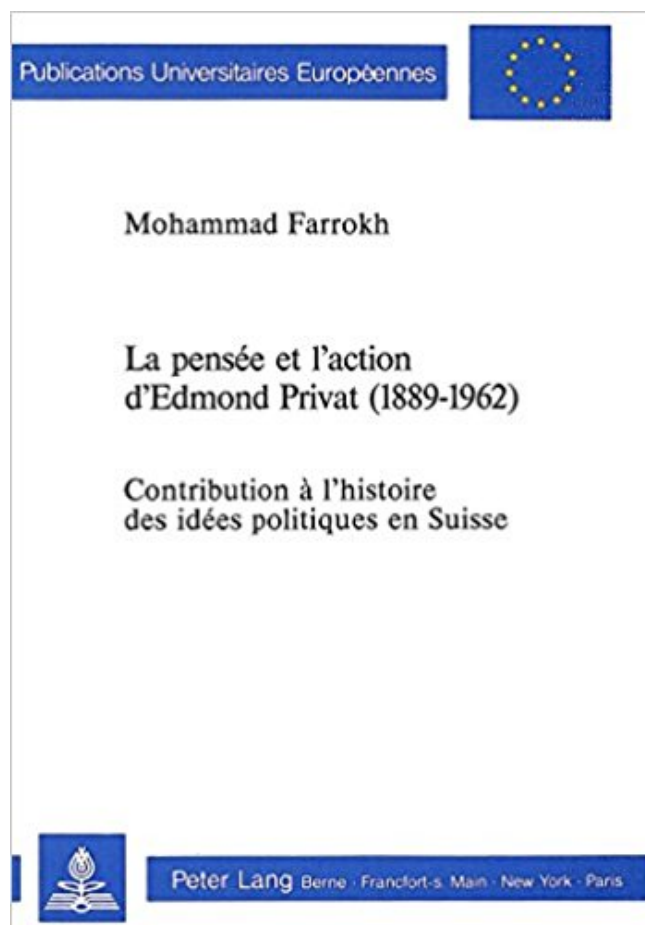 Publications Universitaires Européennes
Mohammad Farrokh
La pensée et l'action
d'Edmond Privat (1889-1962)
Contribution à l'histoire
des idées politiques en Suisse
Peter Lang Berne · Francfort-s. Main · New York · Paris